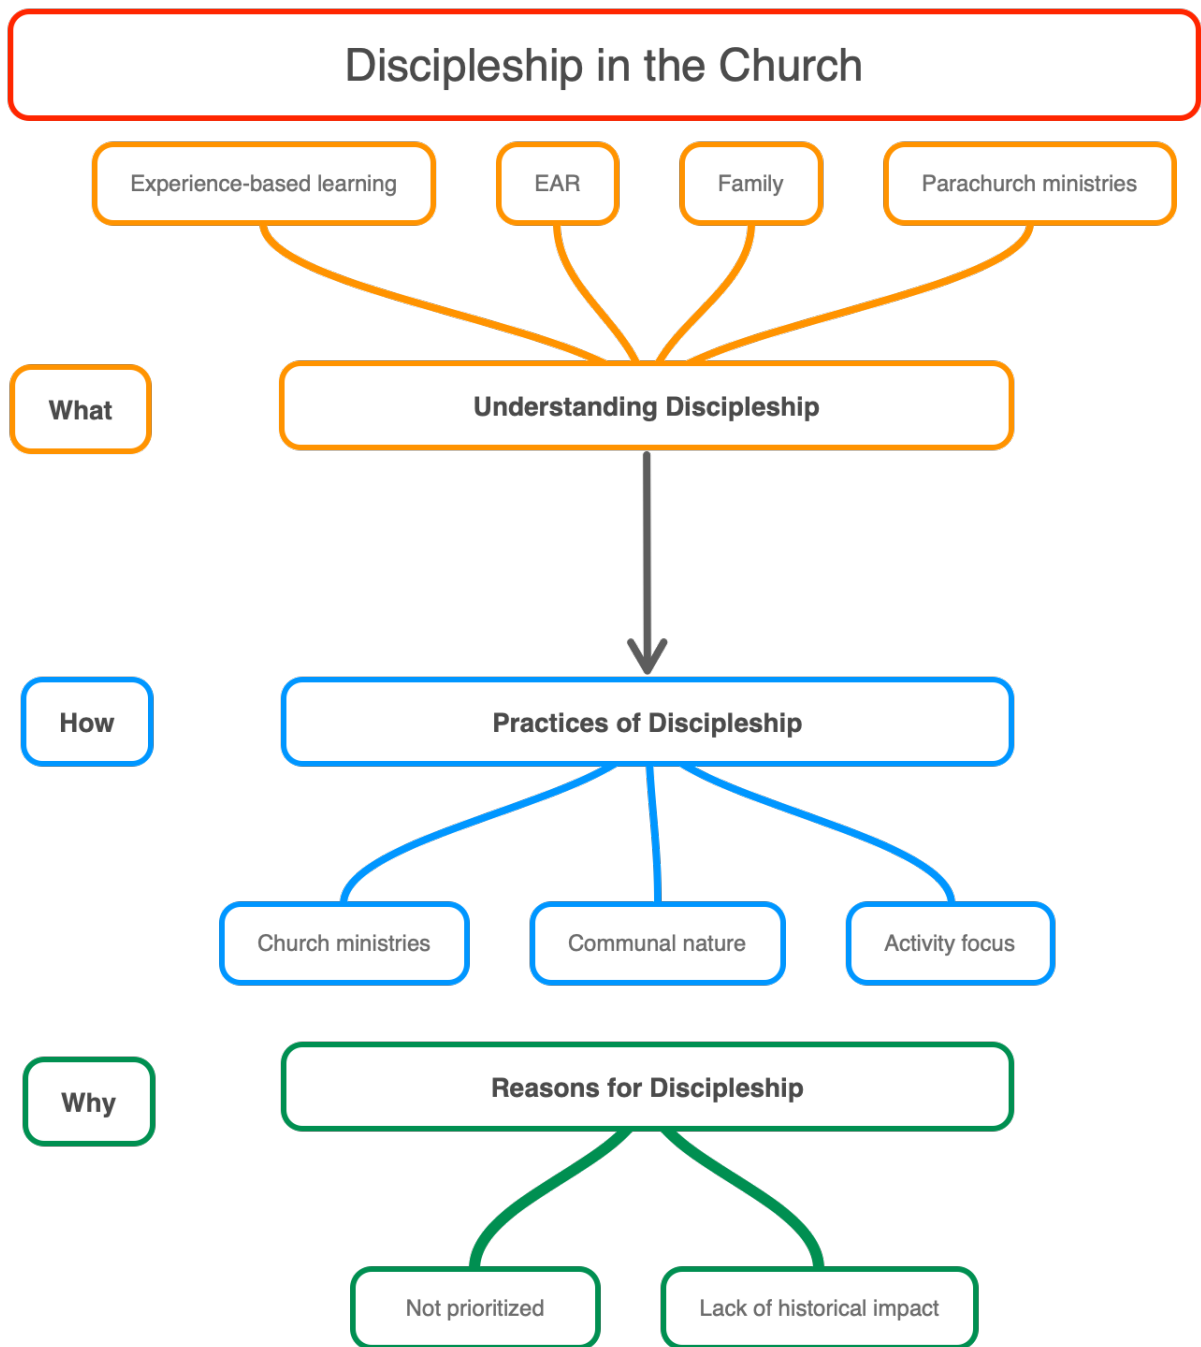 Discipleship in the Church
Experience-based learning
EAR
Family
Parachurch ministries
What
Understanding Discipleship
How
Practices of Discipleship
Church ministries
Communal nature
Activity focus
Why
Reasons for Discipleship
Not prioritized
Lack of historical impact